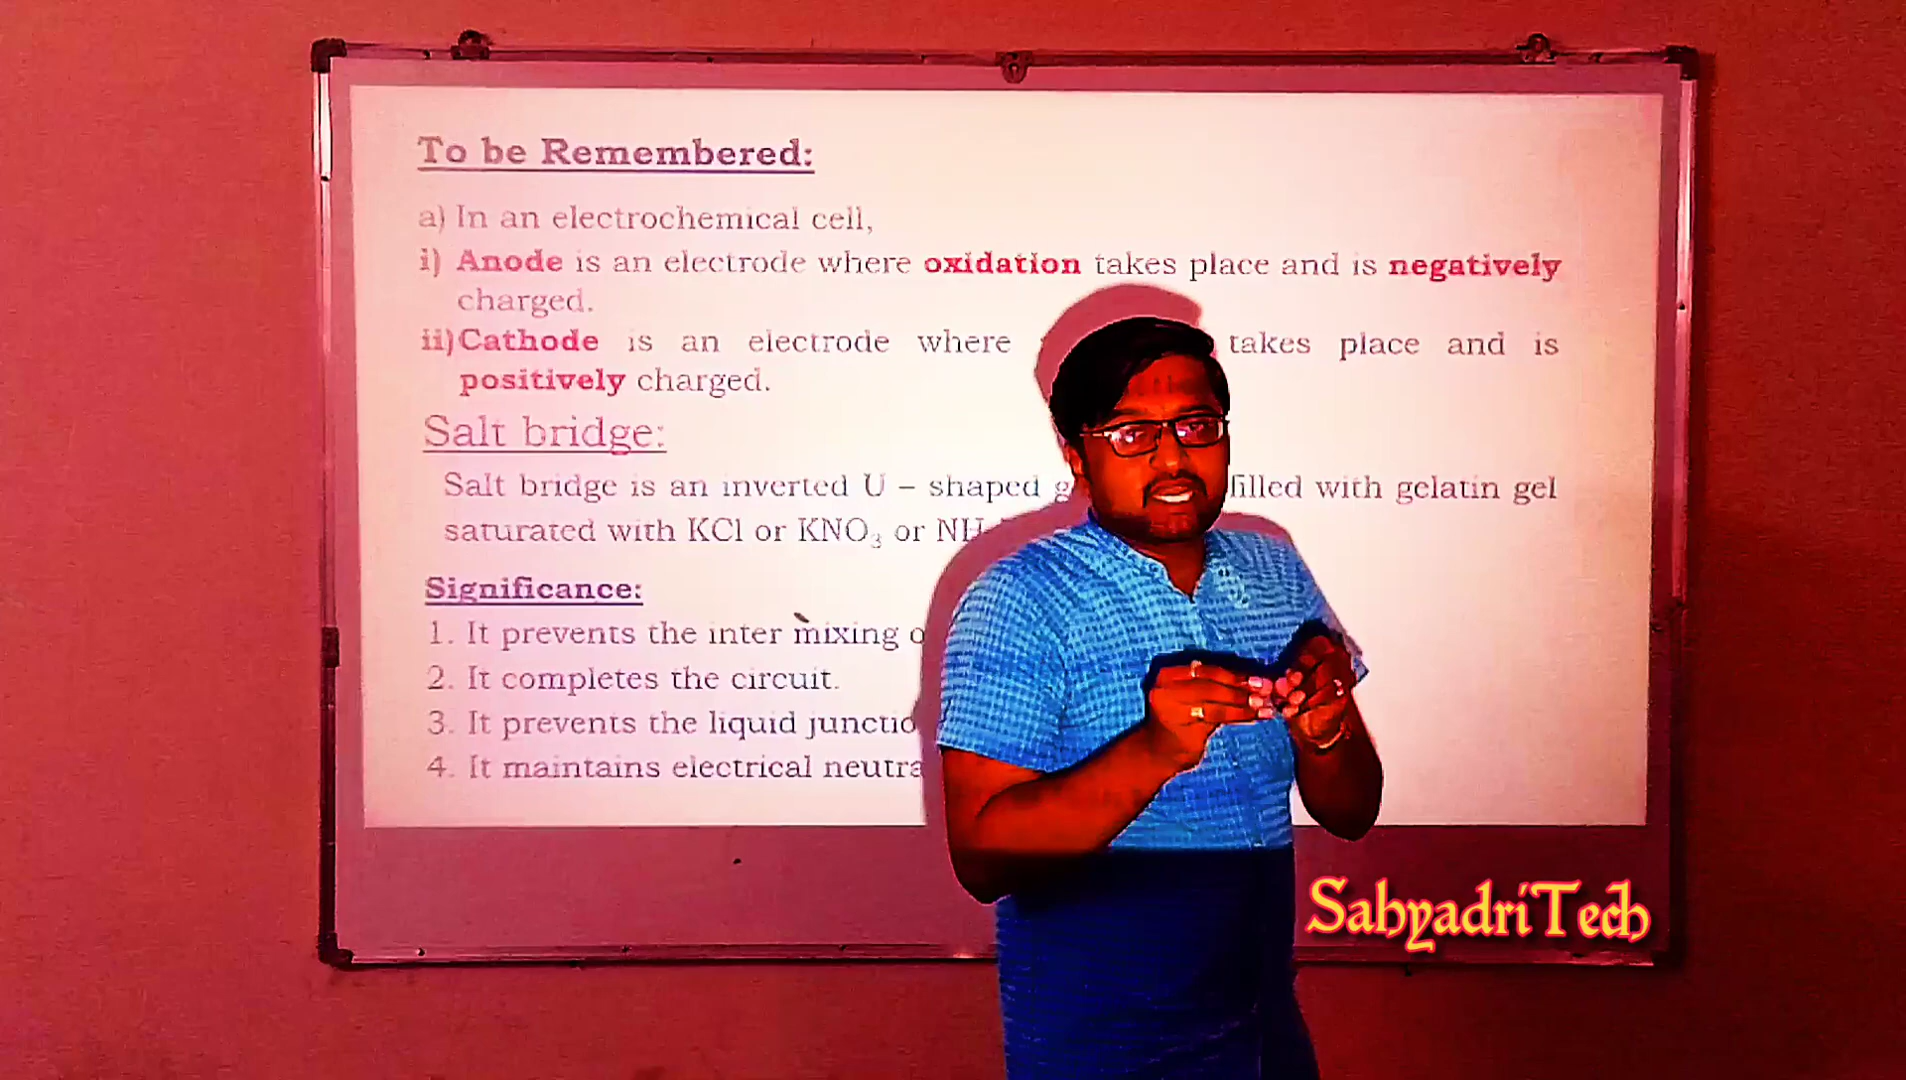 To be Remembered:
a) In an electrochemical cell,
i) Anode is an electrode where oxidation takes place and is negatively
charged.
ii) Cathode is an electrode where takes place and is
positively charged.
Salt bridge:
Salt bridge is an inverted U – shaped filled with gelatin gel
saturated with KCl or KNO₃ or
Significance:
1. It prevents the inter mixing
2. It completes the circuit.
3. It prevents the liquid
4. It maintains electrical
SahyadriTech